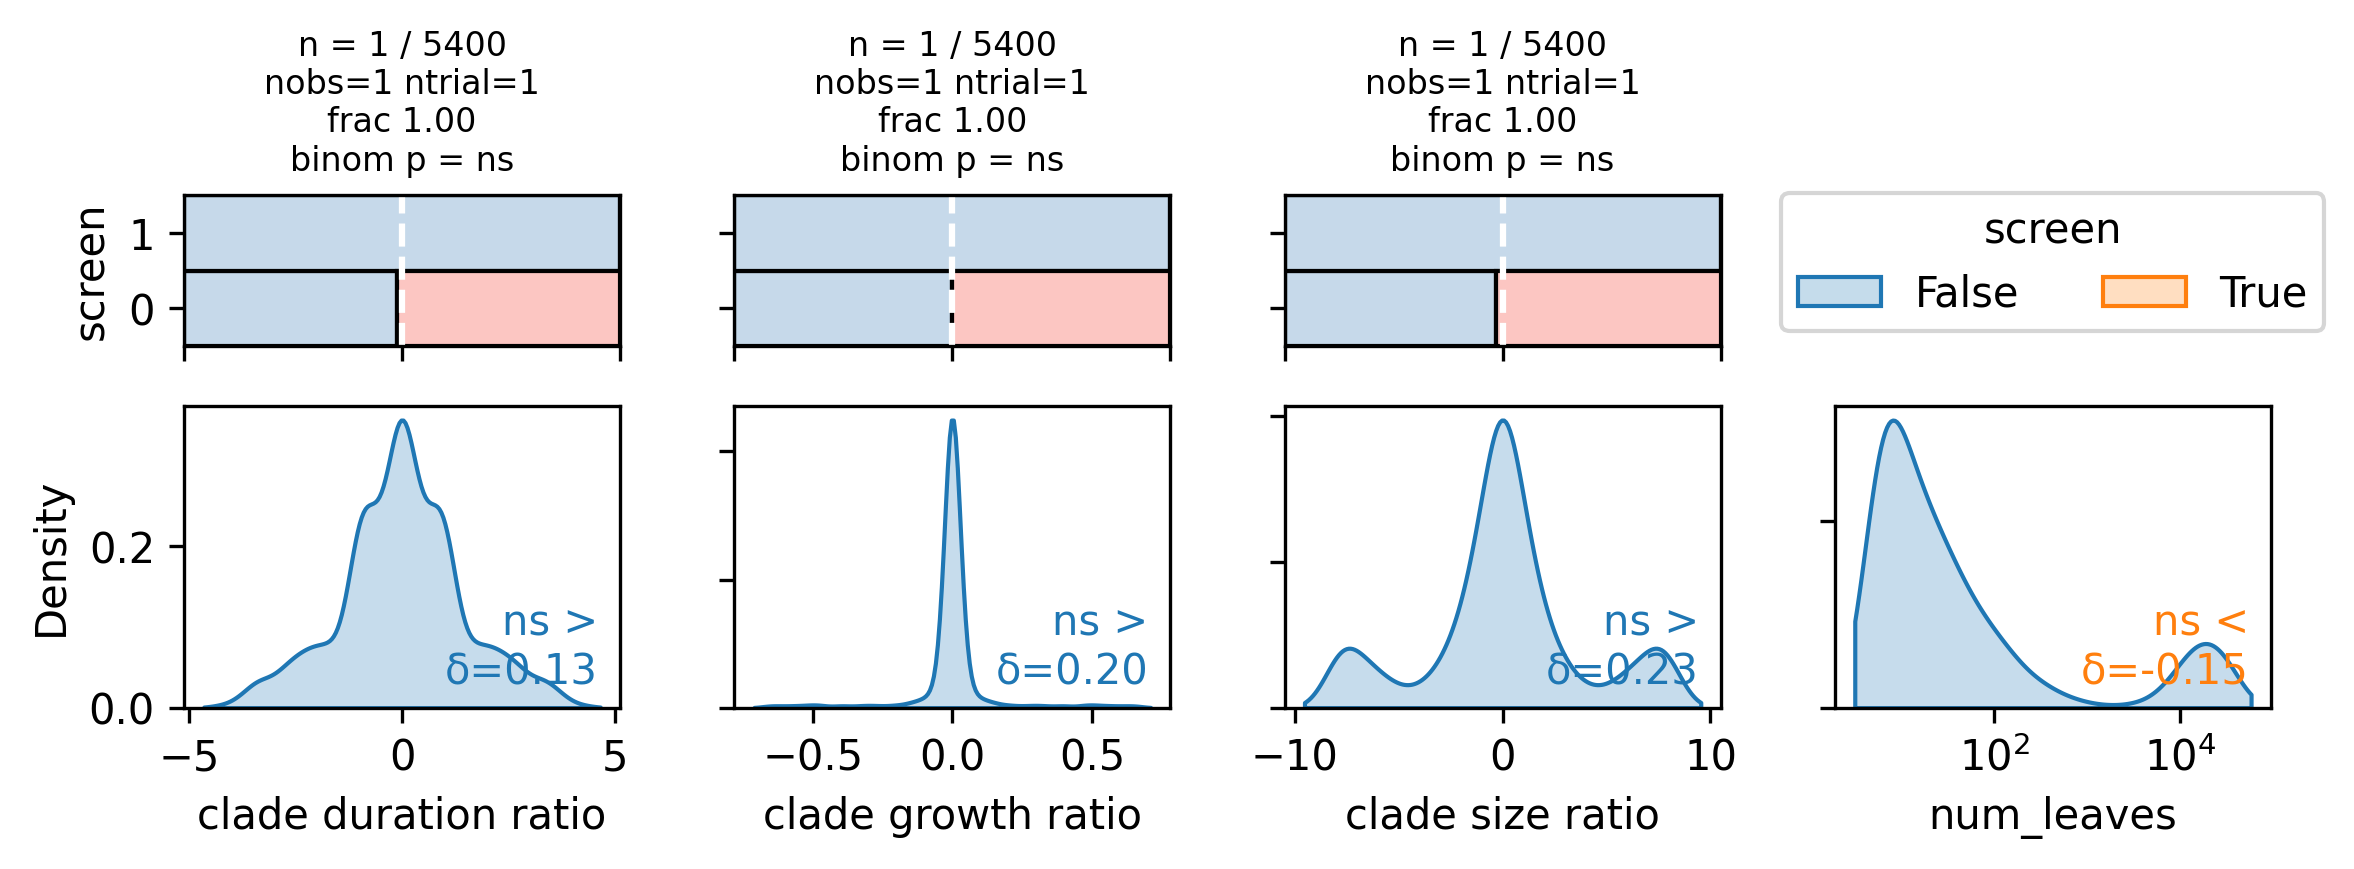 n = 1 / 5400
nobs=1 ntrial=1
frac 1.00
binom p = ns
n = 1 / 5400
nobs=1 ntrial=1
frac 1.00
binom p = ns
n = 1 / 5400
nobs=1 ntrial=1
frac 1.00
binom p = ns
screen
1
0
screen
False True
Density
0.2
0.0
ns >
δ=0.13
−5 0 5
clade duration ratio
ns >
δ=0.20
−0.5 0.0 0.5
clade growth ratio
ns >
δ=0.23
−10 0 10
clade size ratio
ns <
δ=-0.15
10² 10⁴
num_leaves